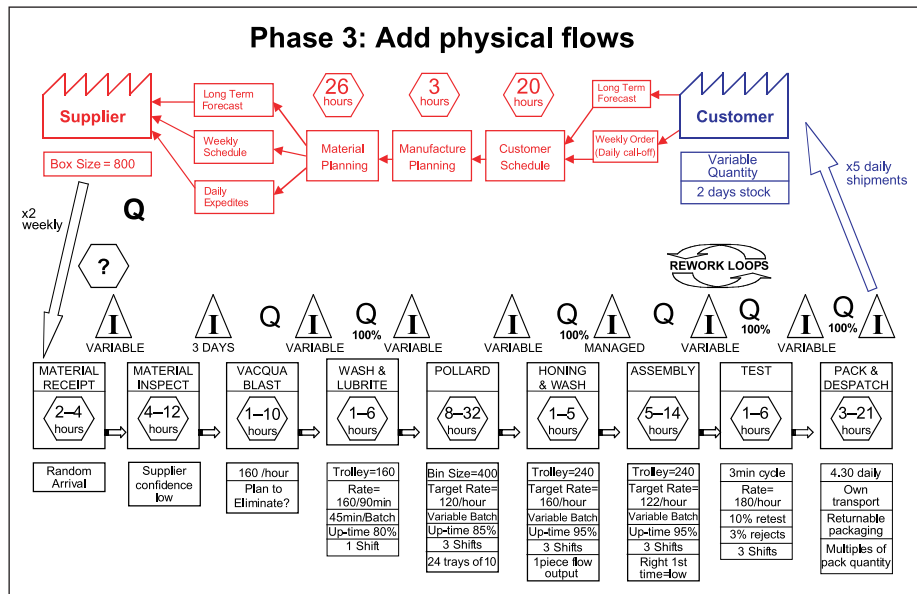 Phase 3: Add physical flows
26
hours
3
hours
20
hours
Long Term
Forecast
Long Term
Forecast
Supplier
Customer
Weekly
Schedule
Material
Planning
Manufacture
Planning
Customer
Schedule
Weekly Order
(Daily call-off)
Box Size = 800
Variable
Quantity
2 days stock
Daily
Expedites
x5 daily
shipments
x2
weekly
Q
?
REWORK LOOPS
I
VARIABLE
I
3 DAYS
Q
I
VARIABLE
Q
100%
I
VARIABLE
I
VARIABLE
Q
100%
I
MANAGED
Q
I
VARIABLE
Q
100%
I
VARIABLE
Q
100%
I
MATERIAL
RECEIPT
2–4
hours
Random
Arrival
MATERIAL
INSPECT
4–12
hours
Supplier
confidence
low
VACQUA
BLAST
1–10
hours
160 /hour
Plan to
Eliminate?
WASH &
LUBRITE
1–6
hours
Trolley=160
Rate=
160/90min
45min/Batch
Up-time 80%
1 Shift
POLLARD
8–32
hours
Bin Size=400
Target Rate=
120/hour
Variable Batch
Up-time 85%
3 Shifts
24 trays of 10
HONING
& WASH
1–5
hours
Trolley=240
Target Rate=
160/hour
Variable Batch
Up-time 95%
3 Shifts
1piece flow
output
ASSEMBLY
5–14
hours
Trolley=240
Target Rate=
122/hour
Variable Batch
Up-time 95%
3 Shifts
Right 1st
time=low
TEST
1–6
hours
3min cycle
Rate=
180/hour
10% retest
3% rejects
3 Shifts
PACK &
DESPATCH
3–21
hours
4.30 daily
Own
transport
Returnable
packaging
Multiples of
pack quantity